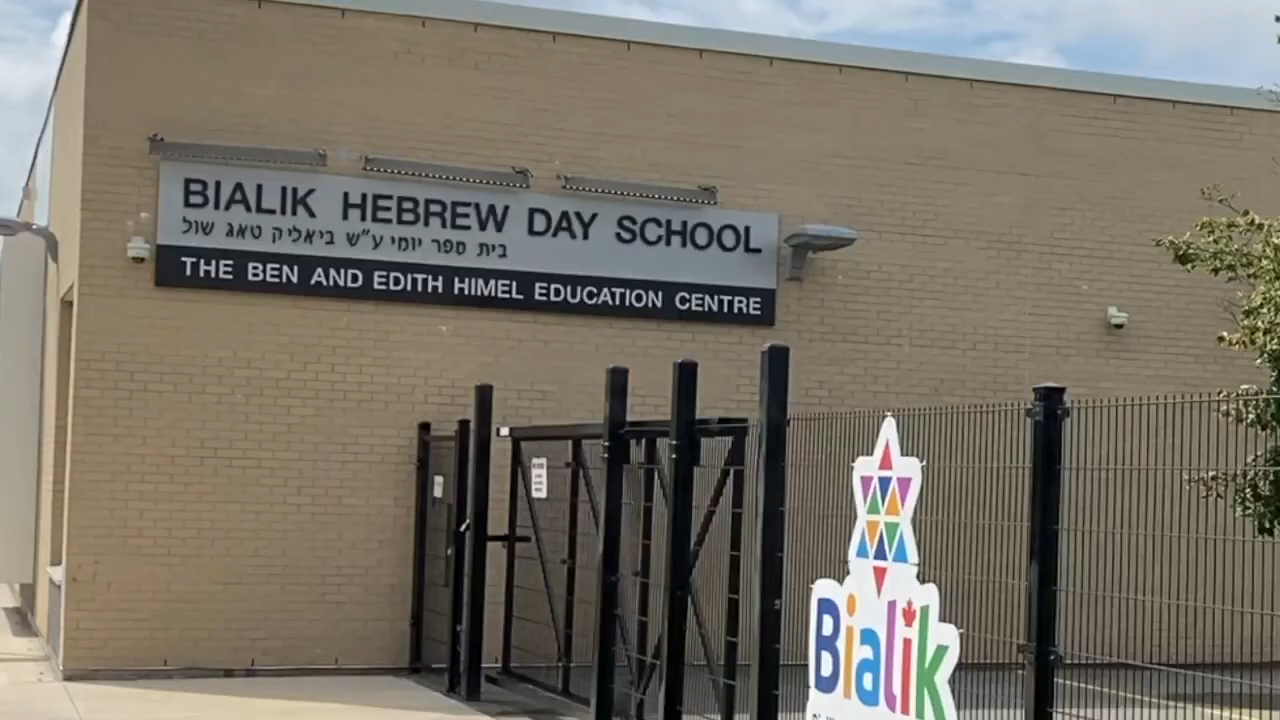 BIALIK HEBREW DAY SCHOOL
בית ספר יומי ע"ש ביאליק טאג שול
THE BEN AND EDITH HIMEL EDUCATION CENTRE
Bialik